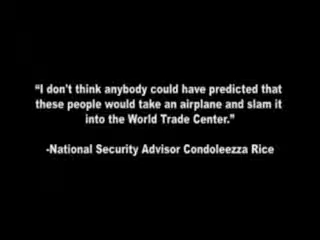 “I don't think anybody could have predicted that
these people would take an airplane and slam it
into the World Trade Center.”
-National Security Advisor Condoleezza Rice